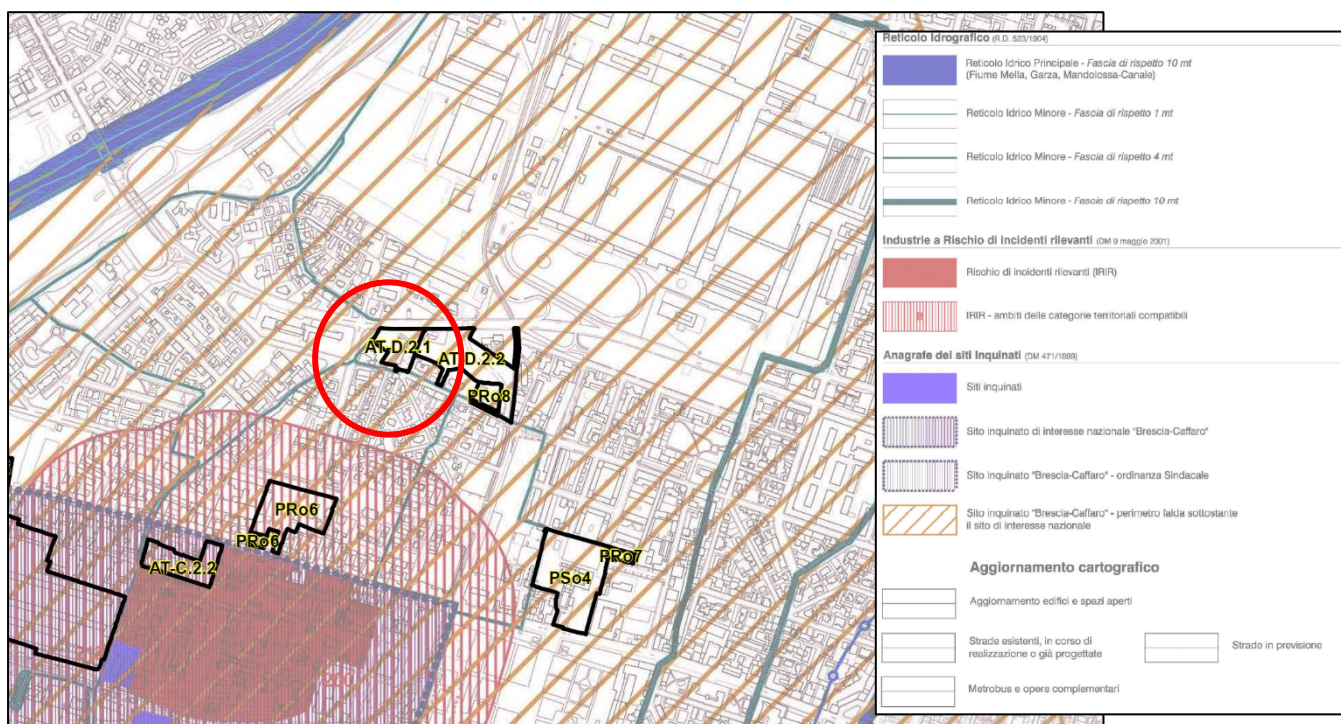 AT-D.2.1
AT-D.2.2
PRo8
PRo6
PRo6
AT-C.2.2
PRo7
PSo4
200
Reticolo Idrografico (R.D. 523/1904)
Reticolo Idrico Principale - Fascia di rispetto 10 mt
(Fiume Mella, Garza, Mandolossa-Canale)
Reticolo Idrico Minore - Fascia di rispetto 1 mt
Reticolo Idrico Minore - Fascia di rispetto 4 mt
Reticolo Idrico Minore - Fascia di rispetto 10 mt
Industrie a Rischio di incidenti rilevanti (DM 9 maggio 2001)
Rischio di incidenti rilevanti (IRIR)
IRIR - ambiti delle categorie territoriali compatibili
Anagrafe dei siti inquinati (DM 471/1999)
Siti inquinati
Sito inquinato di interesse nazionale "Brescia-Caffaro"
Sito inquinato "Brescia-Caffaro" - ordinanza Sindacale
Sito inquinato "Brescia-Caffaro" - perimetro falda sottostante
il sito di interesse nazionale
Aggiornamento cartografico
Aggiornamento edifici e spazi aperti
Strade esistenti, in corso di
realizzazione o già progettate
Strade in previsione
Metrobus e opere complementari